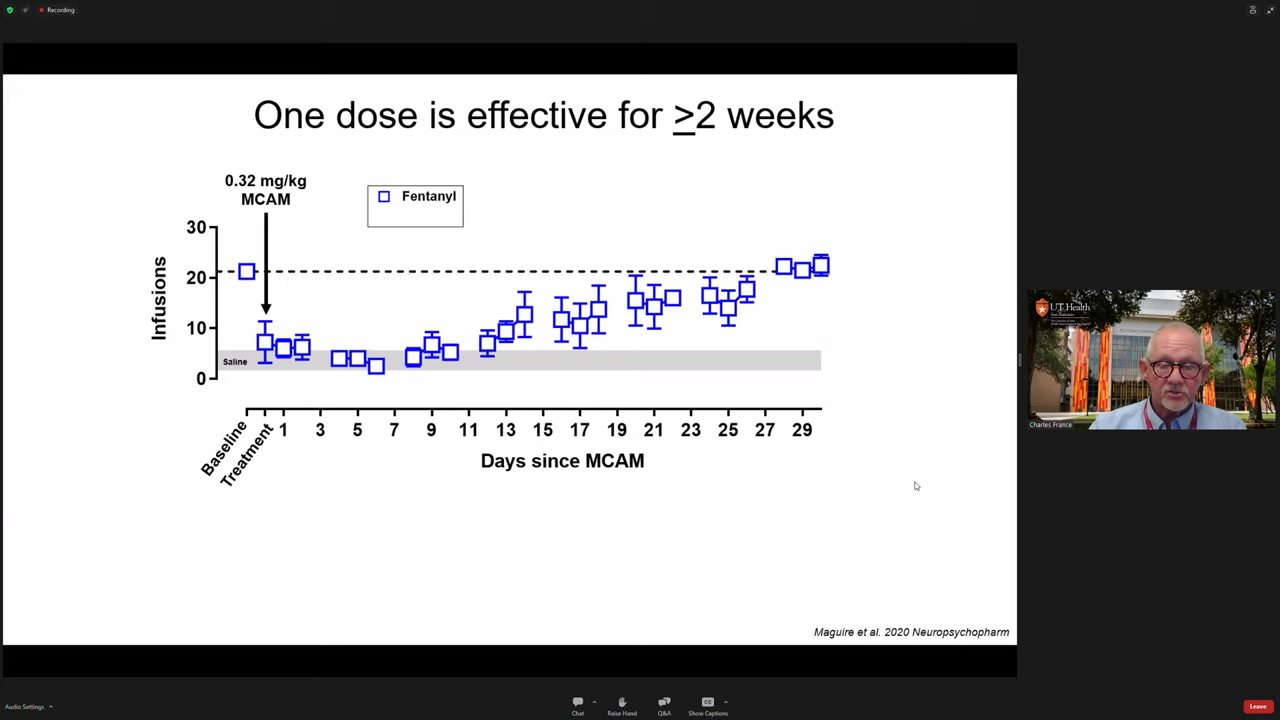 Recording
One dose is effective for ≥2 weeks
0.32 mg/kg
MCAM
Fentanyl
30
20
10
0
Infusions
Saline
Baseline
Treatment
1 3 5 7 9 11 13 15 17 19 21 23 25 27 29
Days since MCAM
Maguire et al. 2020 Neuropsychopharm
UT Health
San Antonio
Charles France
Audio Settings
Chat
Raise Hand
Q&A
CC
Show Captions
Leave